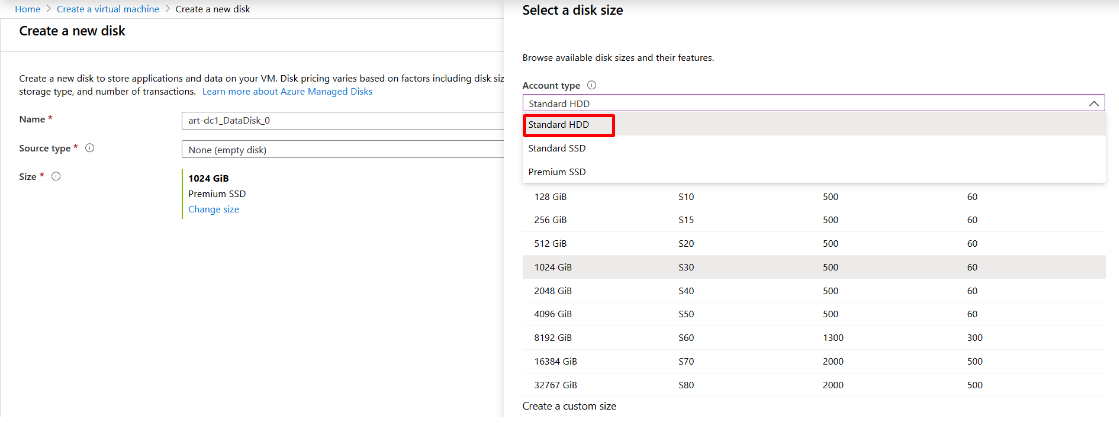 Home > Create a virtual machine > Create a new disk
Create a new disk
Create a new disk to store applications and data on your VM. Disk pricing varies based on factors including disk siz
storage type, and number of transactions. Learn more about Azure Managed Disks
Name *
art-dc1_DataDisk_0
Source type *
None (empty disk)
Size *
1024 GiB
Premium SSD
Change size
Select a disk size
Browse available disk sizes and their features.
Account type
Standard HDD
Standard HDD
Standard SSD
Premium SSD
128 GiB S10 500 60
256 GiB S15 500 60
512 GiB S20 500 60
1024 GiB S30 500 60
2048 GiB S40 500 60
4096 GiB S50 500 60
8192 GiB S60 1300 300
16384 GiB S70 2000 500
32767 GiB S80 2000 500
Create a custom size